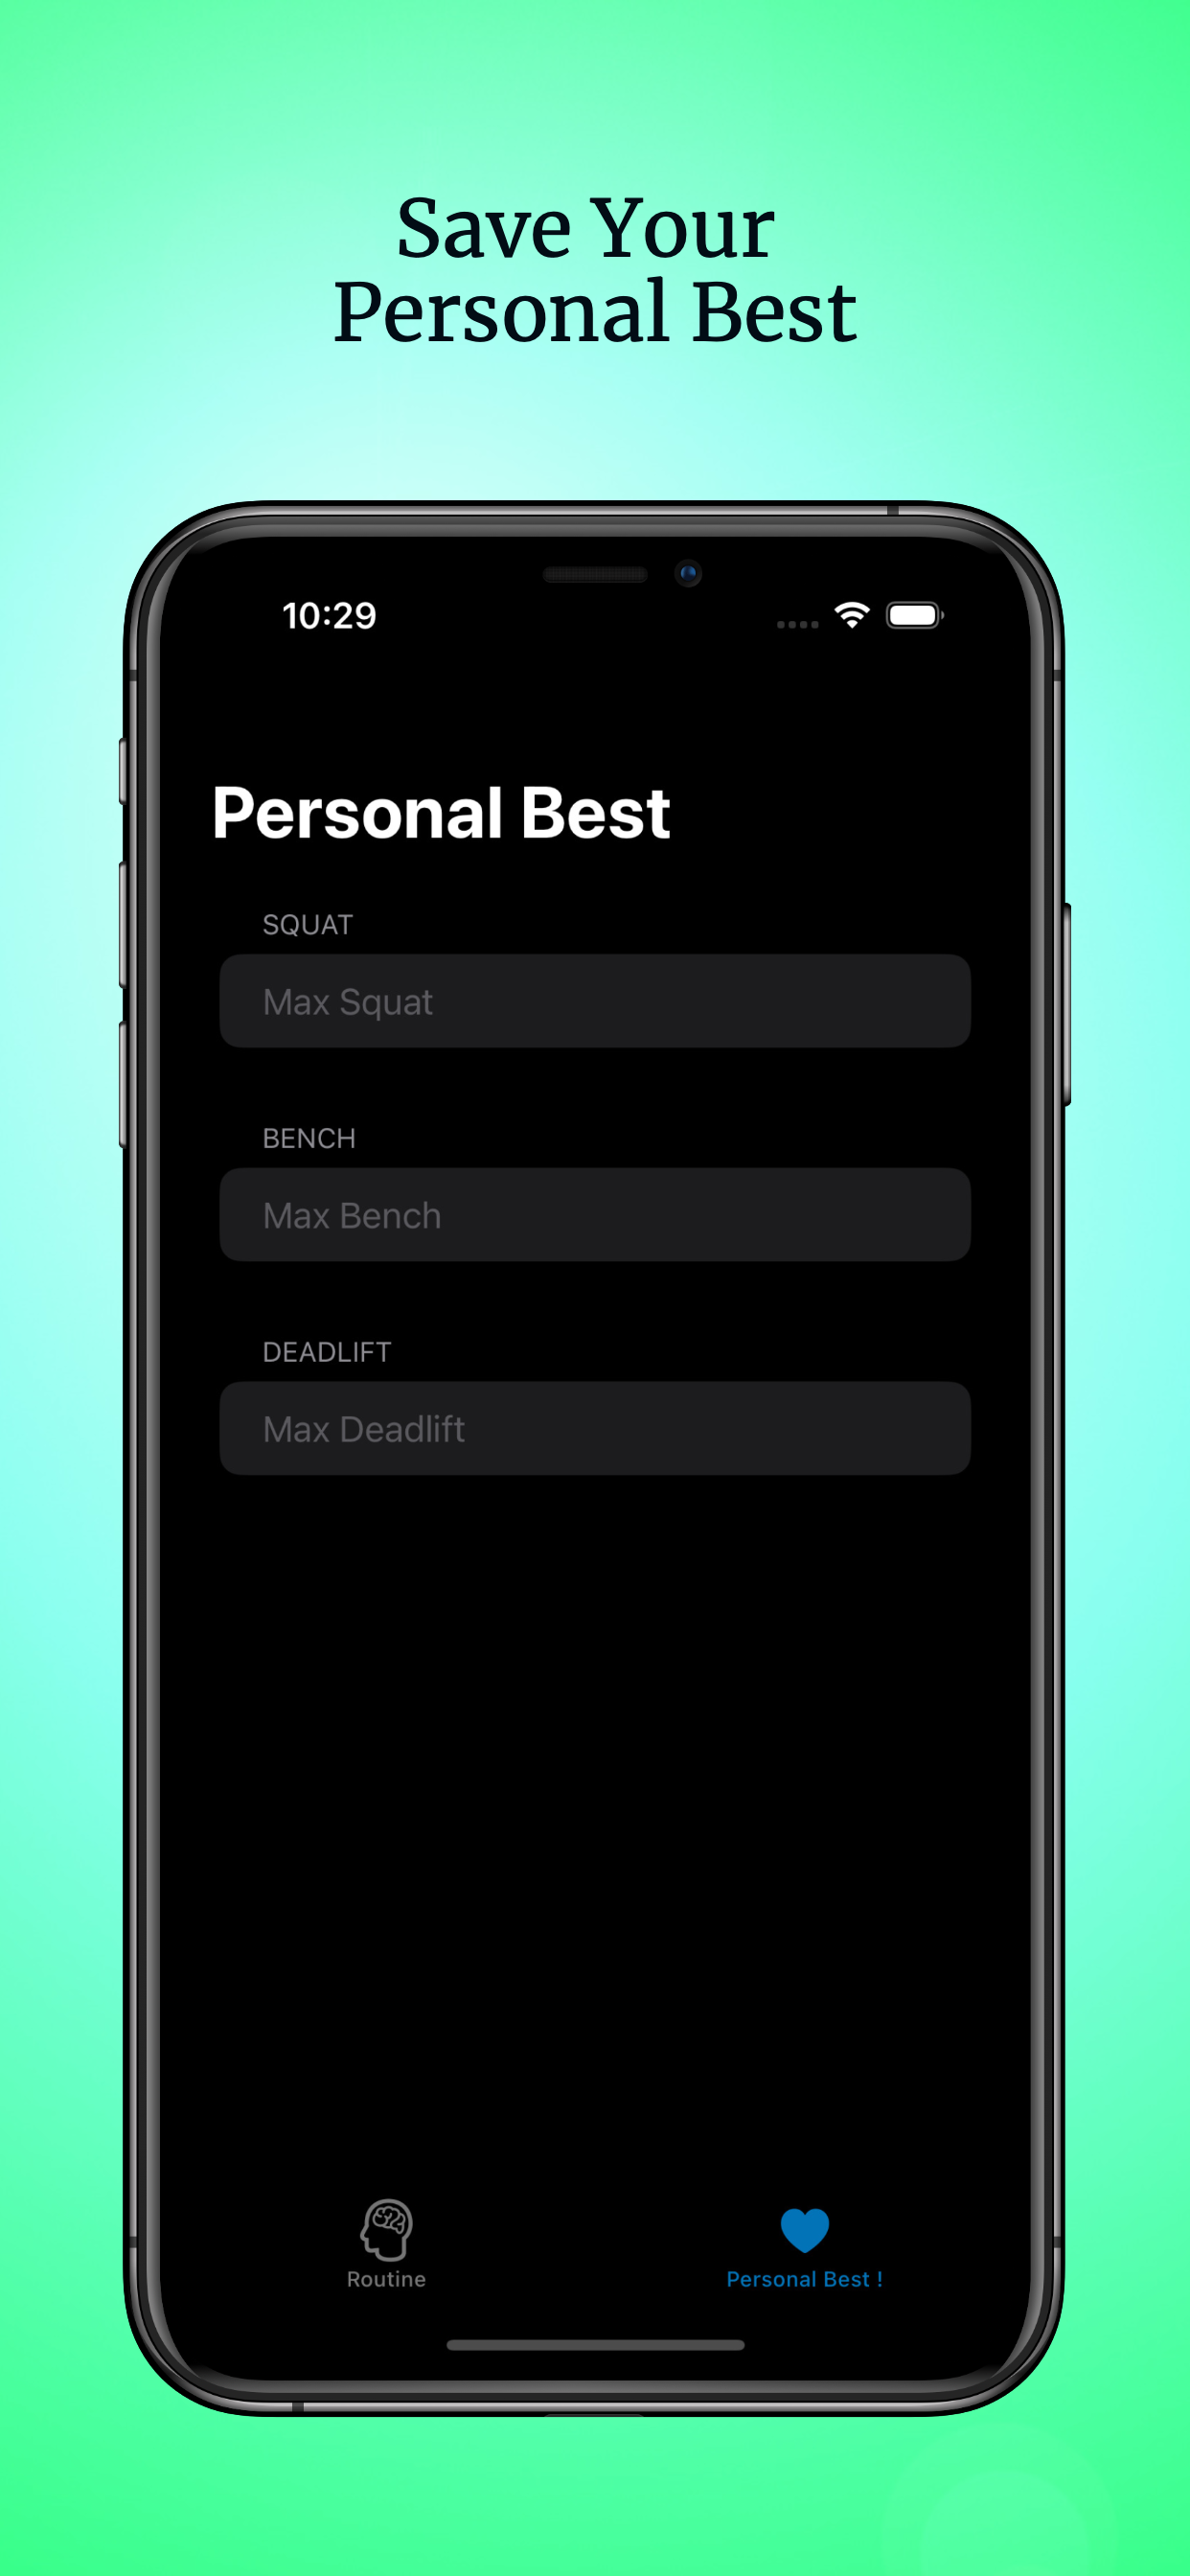 Save Your
Personal Best
10:29
Personal Best
SQUAT
Max Squat
BENCH
Max Bench
DEADLIFT
Max Deadlift
Routine
Personal Best !